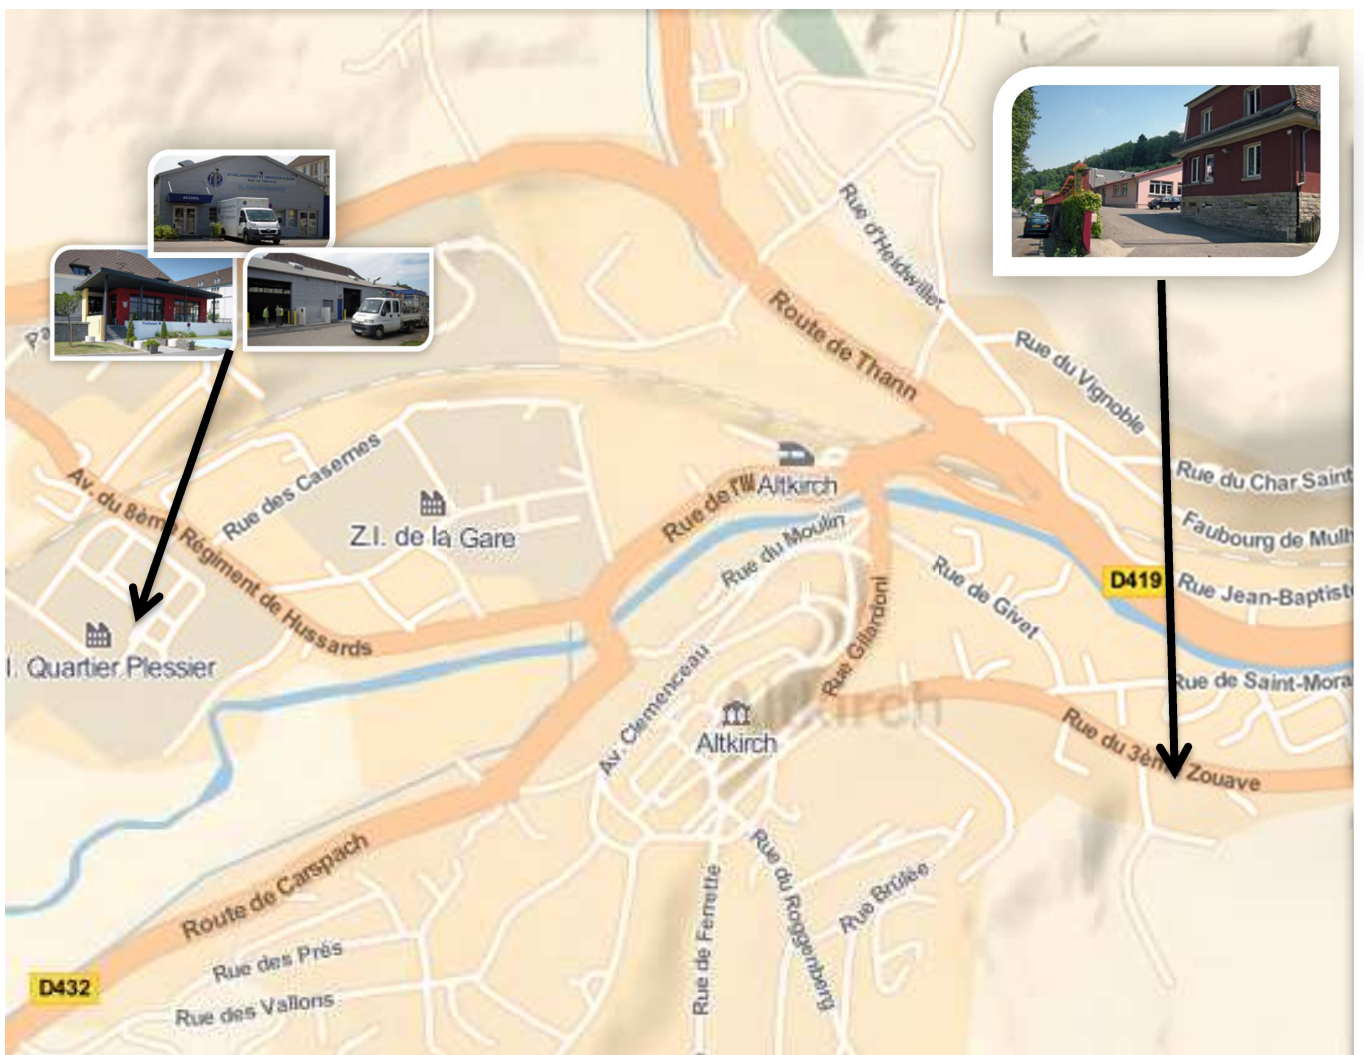 Rue d'Heidwiller
Route de Thann
Rue du Vignoble
Rue du Char Saint
Faubourg de Mulh
Rue Jean-Baptiste
D419
Rue de Saint-Mora
Rue des Casernes
Av. du 8ème Régiment de Hussards
Z.I. de la Gare
Rue de l'Ill
Altkirch
Rue du Moulin
Rue de Givet
Rue Gilardoni
I. Quartier Plessier
Av. Clemenceau
Altkirch
Altkirch
Rue du 3ème Zouave
Route de Carspach
Rue des Prés
Rue des Vallons
D432
Rue de Ferrette
Rue du Roggenberg
Rue Brûlée